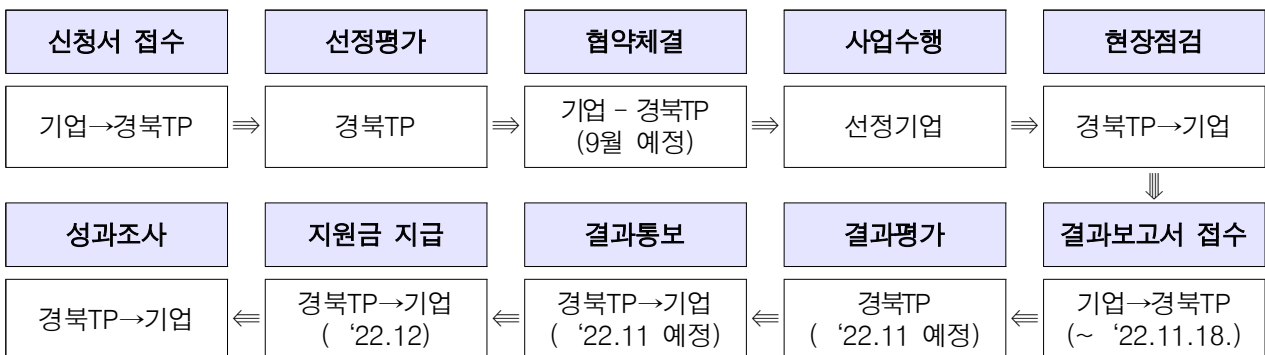 신청서 접수
선정평가
협약체결
사업수행
현장점검
기업→경북TP
⇛
경북TP
⇛
기업 - 경북TP
(9월 예정)
⇛
선정기업
⇛
경북TP→기업
⤋
성과조사
지원금 지급
결과통보
결과평가
결과보고서 접수
경북TP→기업
⇚
경북TP→기업
( ‘22.12)
⇚
경북TP→기업
( ‘22.11 예정)
⇚
경북TP
( ‘22.11 예정)
⇚
기업→경북TP
(~ ‘22.11.18.)